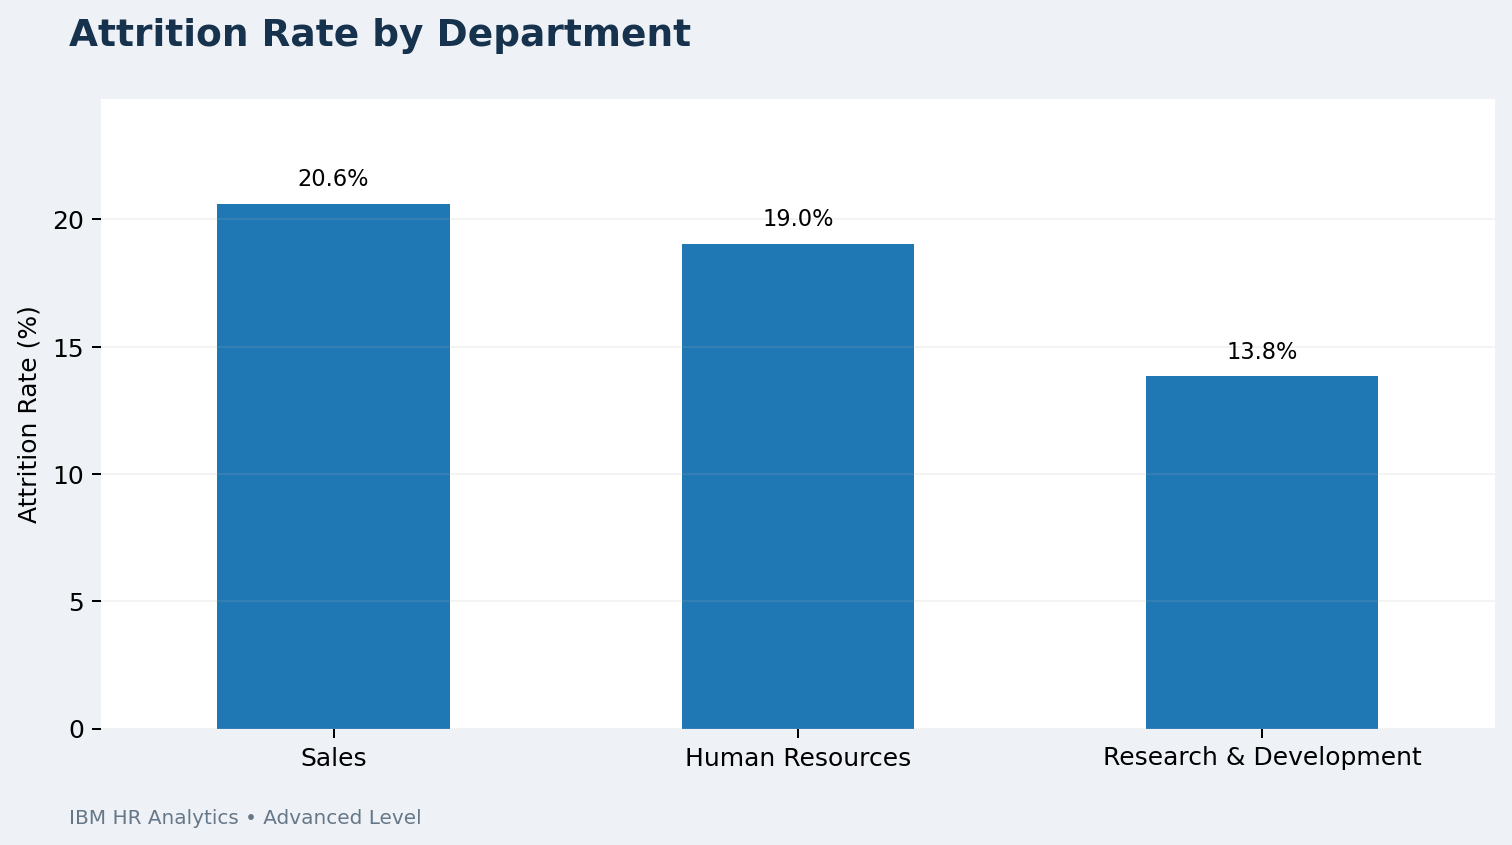 Attrition Rate by Department
Attrition Rate (%)
20
15
10
5
0
20.6%
19.0%
13.8%
Sales
Human Resources
Research & Development
IBM HR Analytics • Advanced Level